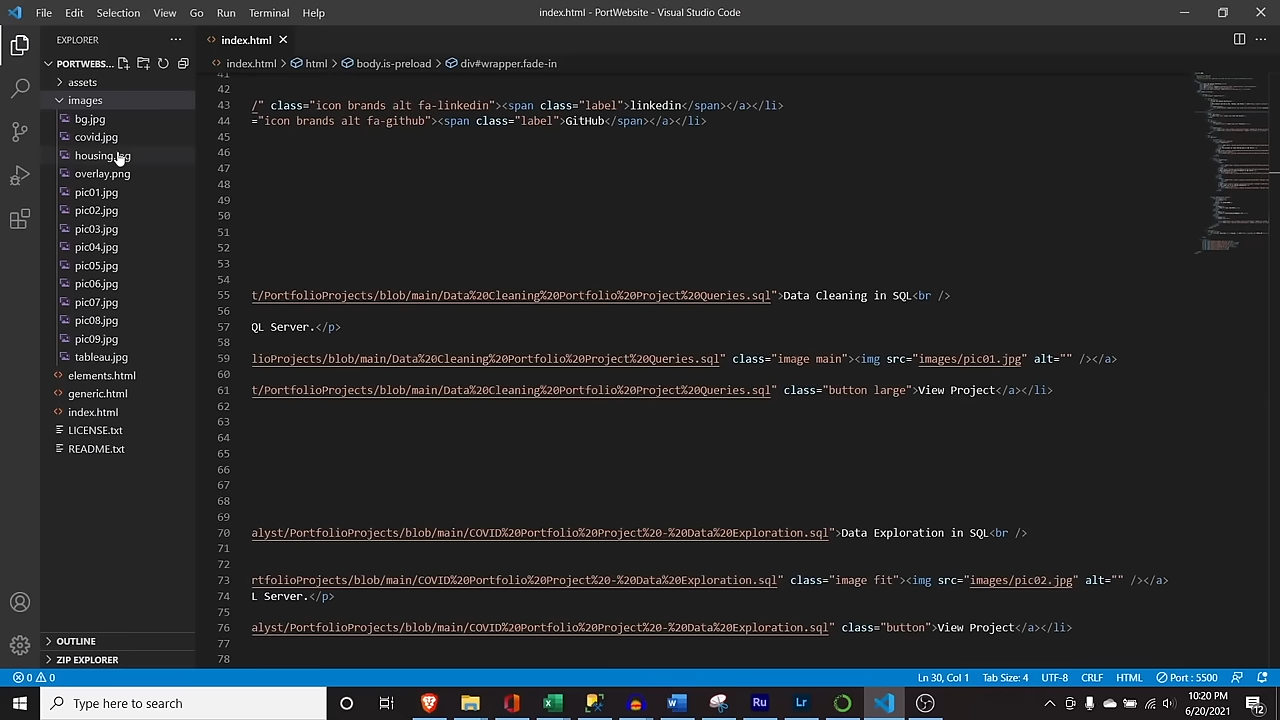 File Edit Selection View Go Run Terminal Help
index.html - PortWebsite - Visual Studio Code
EXPLORER
index.html
PORTWEBS...
index.html > html > body.is-preload > div#wrapper.fade-in
assets
images
bg.jpg
covid.jpg
overlay.png
pic01.jpg
pic02.jpg
pic03.jpg
pic04.jpg
pic05.jpg
pic06.jpg
pic07.jpg
pic08.jpg
pic09.jpg
tableau.jpg
elements.html
generic.html
index.html
LICENSE.txt
README.txt
OUTLINE
ZIP EXPLORER
41
42
43 /" class="icon brands alt fa-linkedin"><span class="label">linkedin</span></a></li>
44 ="icon brands alt fa-github"><span class="label">GitHub</span></a></li>
45
46
47
48
49
50
51
52
53
54
55 t/PortfolioProjects/blob/main/Data%20Cleaning%20Portfolio%20Project%20Queries.sql">Data Cleaning in SQL<br />
56
57 QL Server.</p>
58
59 lioProjects/blob/main/Data%20Cleaning%20Portfolio%20Project%20Queries.sql" class="image main"><img src="images/pic01.jpg" alt="" /></a>
60
61 t/PortfolioProjects/blob/main/Data%20Cleaning%20Portfolio%20Project%20Queries.sql" class="button large">View Project</a></li>
62
63
64
65
66
67
68
69
70 alyst/PortfolioProjects/blob/main/COVID%20Portfolio%20Project%20-%20Data%20Exploration.sql">Data Exploration in SQL<br />
71
72
73 rtfolioProjects/blob/main/COVID%20Portfolio%20Project%20-%20Data%20Exploration.sql" class="image fit"><img src="images/pic02.jpg" alt="" /></a>
74 L Server.</p>
75
76 alyst/PortfolioProjects/blob/main/COVID%20Portfolio%20Project%20-%20Data%20Exploration.sql" class="button">View Project</a></li>
77
78
0 0
Ln 30, Col 1 Tab Size: 4 UTF-8 CRLF HTML Port : 5500
Type here to search
Ru
Lr
10:20 PM
6/20/2021